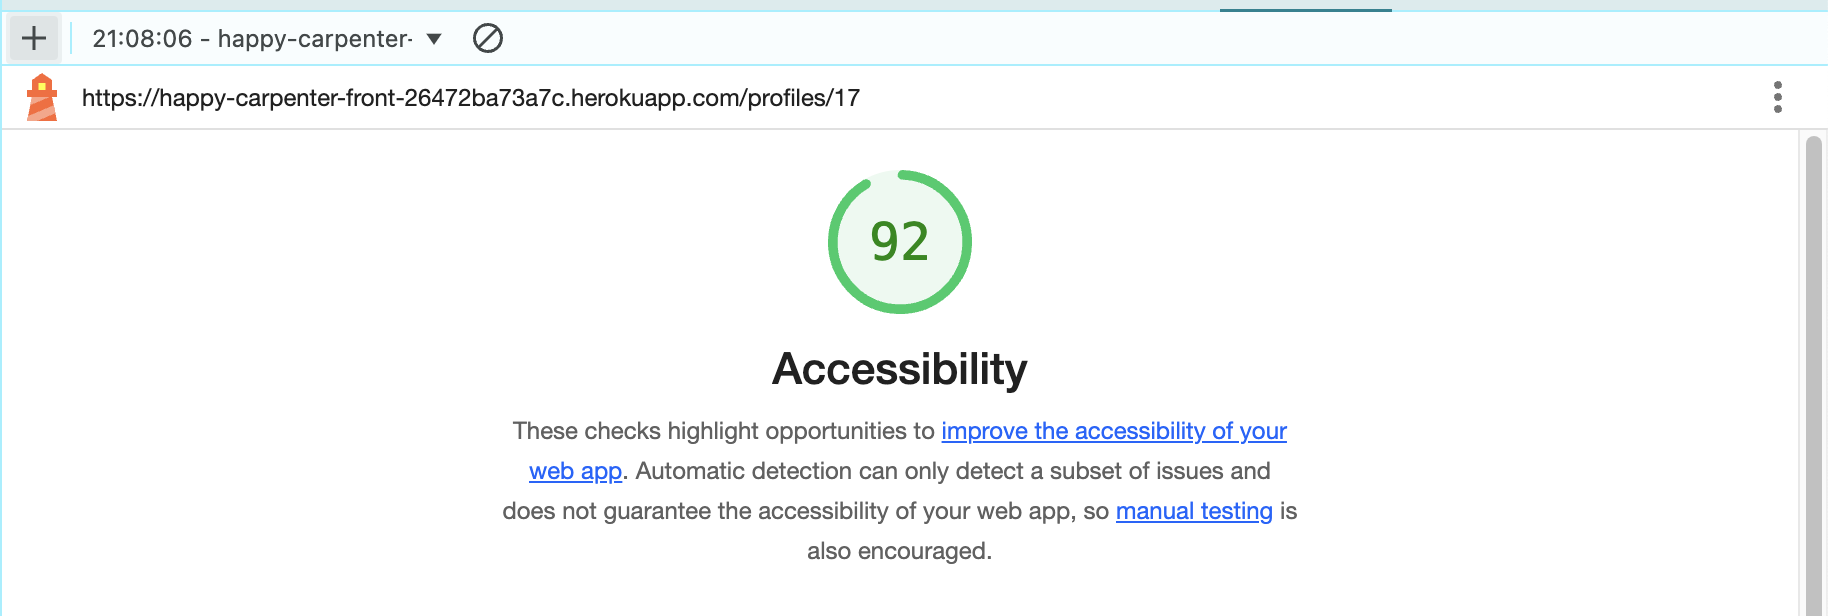 21:08:06 - happy-carpenter-
https://happy-carpenter-front-26472ba73a7c.herokuapp.com/profiles/17
92
Accessibility
These checks highlight opportunities to improve the accessibility of your
web app. Automatic detection can only detect a subset of issues and
does not guarantee the accessibility of your web app, so manual testing is
also encouraged.